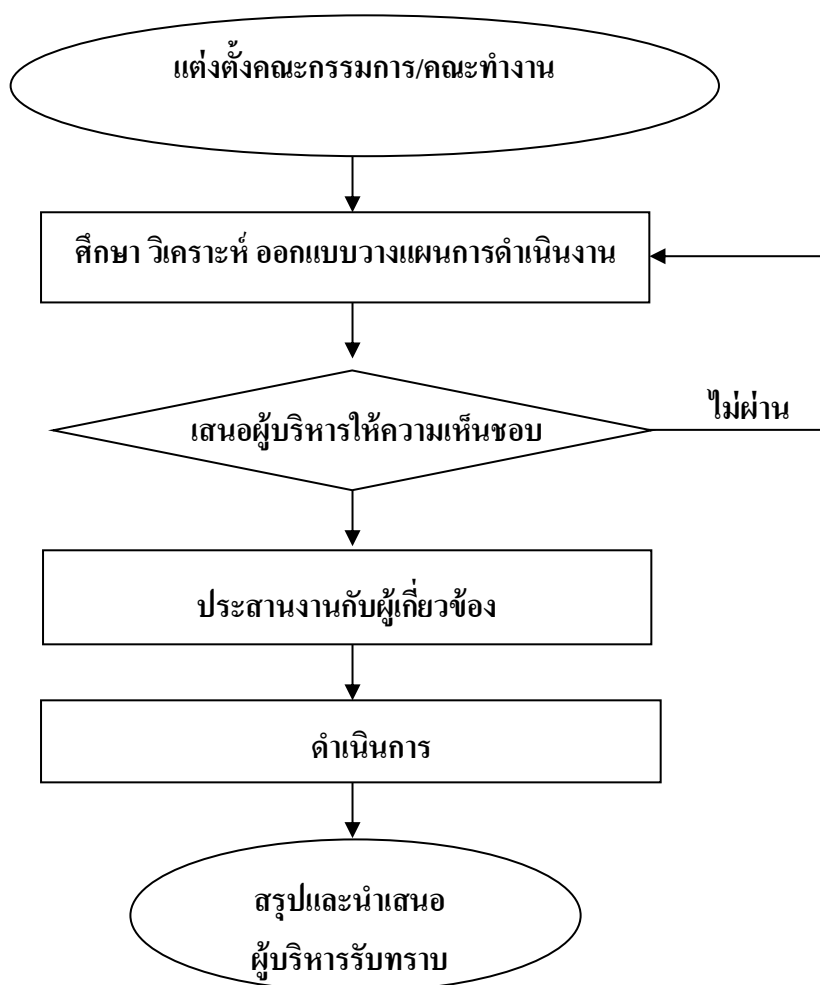 แต่งตั้งคณะกรรมการ/คณะทำงาน
ศึกษา วิเคราะห์ ออกแบบวางแผนการดำเนินงาน
ไม่ผ่าน
เสนอผู้บริหารให้ความเห็นชอบ
ประสานงานกับผู้เกี่ยวข้อง
ดำเนินการ
สรุปและนำเสนอ
ผู้บริหารรับทราบ